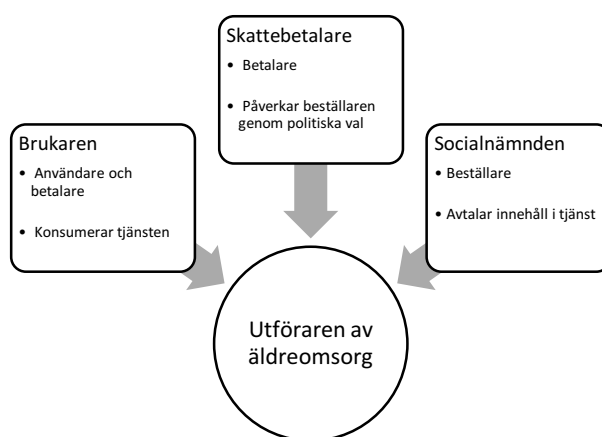 Skattebetalare
• Betalare
• Påverkar beställaren
genom politiska val
Brukaren
• Användare och
betalare
• Konsumerar tjänsten
Socialnämnden
• Beställare
• Avtalar innehåll i tjänst
Utföraren av
äldreomsorg